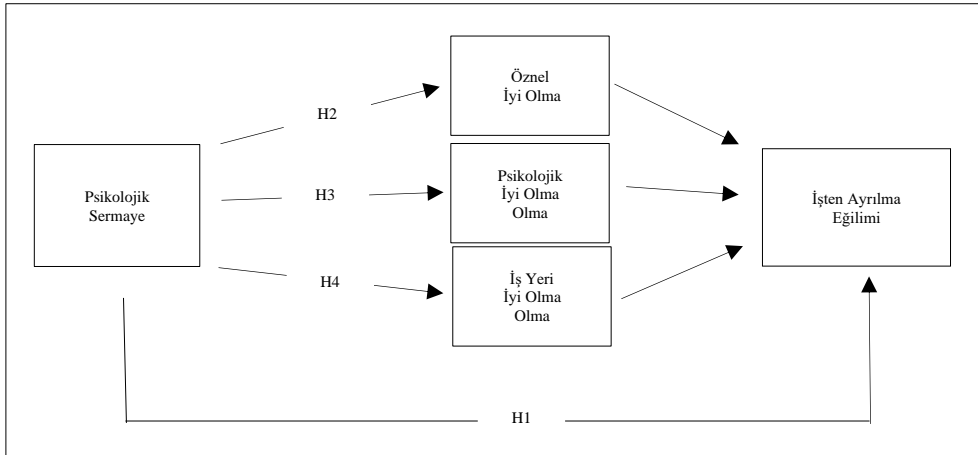 Öznel
İyi Olma
H2
Psikolojik
Sermaye
H3
Psikolojik
İyi Olma
Olma
İşten Ayrılma
Eğilimi
H4
İş Yeri
İyi Olma
Olma
H1